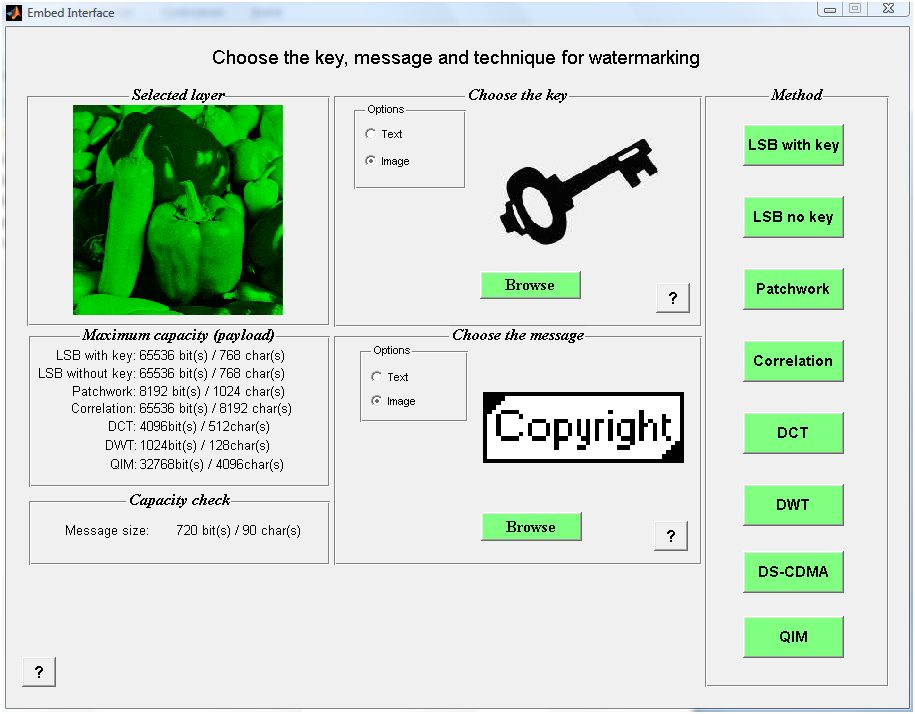 Embed Interface
Choose the key, message and technique for watermarking
Selected layer
Choose the key
Options
Text
Image
Browse
?
Maximum capacity (payload)
LSB with key: 65536 bit(s) / 768 char(s)
LSB without key: 65536 bit(s) / 768 char(s)
Patchwork: 8192 bit(s) / 1024 char(s)
Correlation: 65536 bit(s) / 8192 char(s)
DCT: 4096bit(s) / 512char(s)
DWT: 1024bit(s) / 128char(s)
QIM: 32768bit(s) / 4096char(s)
Capacity check
Message size: 720 bit(s) / 90 char(s)
Choose the message
Options
Text
Image
Copyright
Browse
?
Method
LSB with key
LSB no key
Patchwork
Correlation
DCT
DWT
DS-CDMA
QIM
?